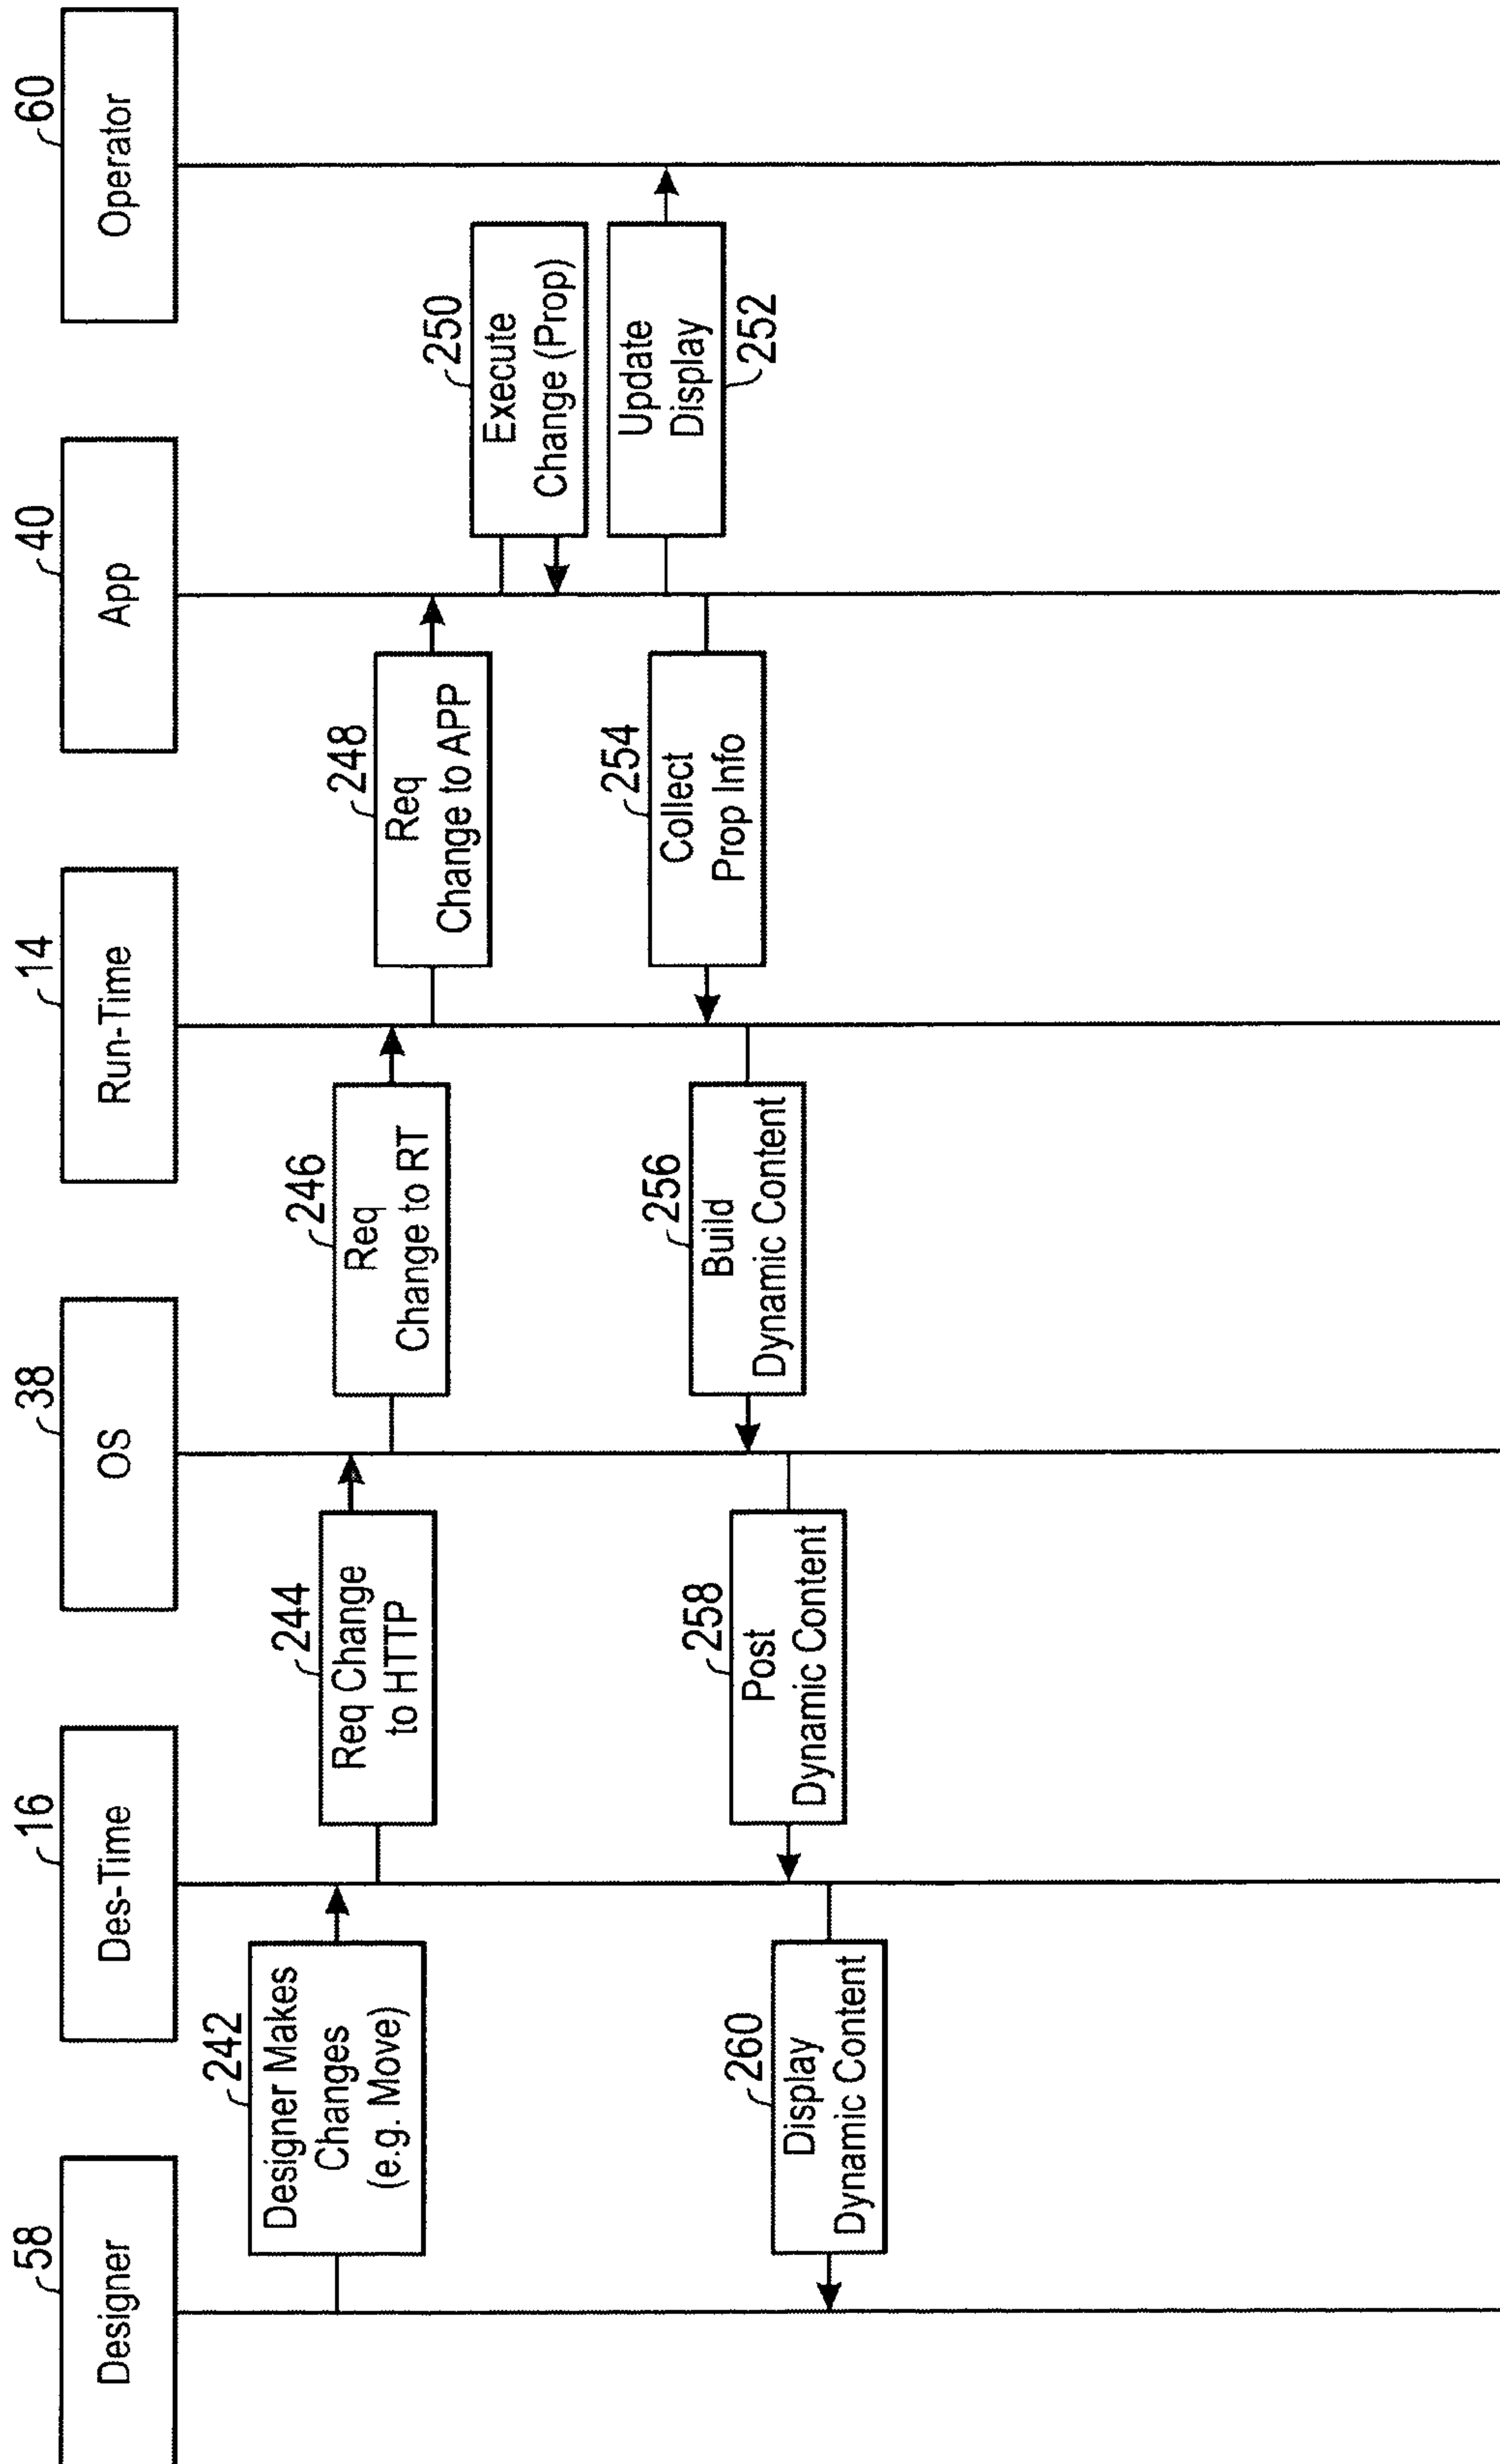 58
Designer
16
Des-Time
38
OS
14
Run-Time
40
App
60
Operator
242
Designer Makes
Changes
(e.g. Move)
244
Req Change
to HTTP
246
Req
Change to RT
248
Req
Change to APP
250
Execute
Change (Prop)
Update
Display
252
254
Collect
Prop Info
256
Build
Dynamic Content
258
Post
Dynamic Content
260
Display
Dynamic Content